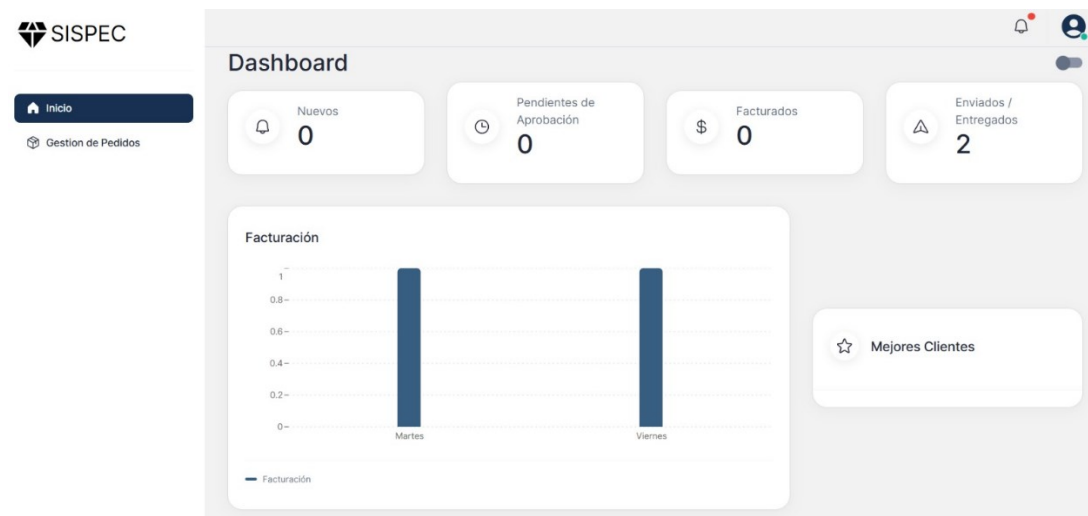 SISPEC
Inicio
Gestion de Pedidos
Dashboard
Nuevos
0
Pendientes de
Aprobación
0
Facturados
0
Enviados /
Entregados
2
Facturación
1
0.8
0.6
0.4
0.2
0
Martes
Viernes
Facturación
Mejores Clientes